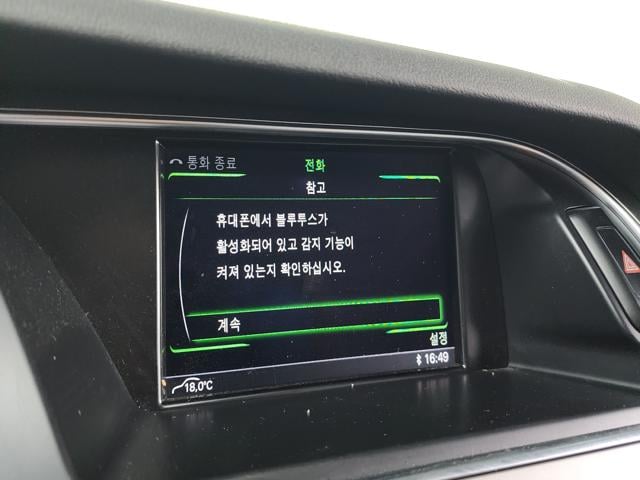 통화 종료
전화
참고
휴대폰에서 블루투스가
활성화되어 있고 감지 기능이
켜져 있는지 확인하십시오.
계속
설정
18.0°C
16:49